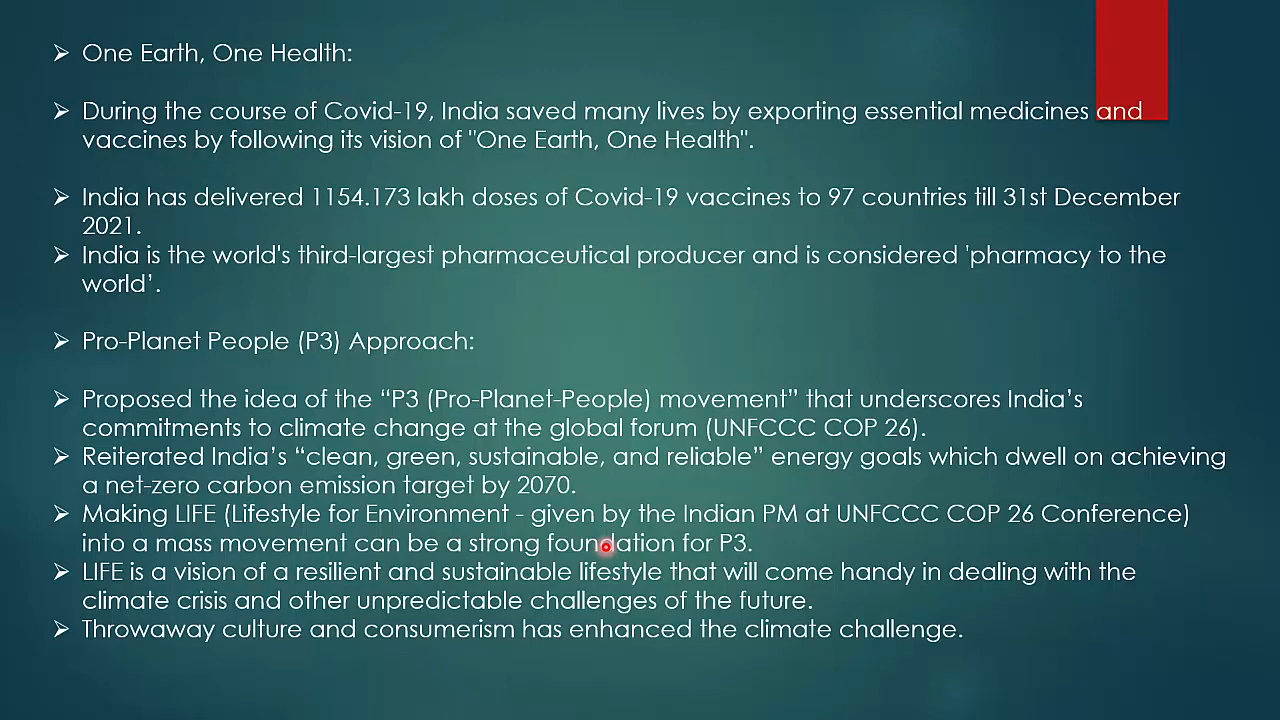 One Earth, One Health:
During the course of Covid-19, India saved many lives by exporting essential medicines and
vaccines by following its vision of "One Earth, One Health".
India has delivered 1154.173 lakh doses of Covid-19 vaccines to 97 countries till 31st December
2021.
India is the world's third-largest pharmaceutical producer and is considered 'pharmacy to the
world’.
Pro-Planet People (P3) Approach:
Proposed the idea of the “P3 (Pro-Planet-People) movement” that underscores India’s
commitments to climate change at the global forum (UNFCCC COP 26).
Reiterated India’s “clean, green, sustainable, and reliable” energy goals which dwell on achieving
a net-zero carbon emission target by 2070.
Making LIFE (Lifestyle for Environment - given by the Indian PM at UNFCCC COP 26 Conference)
into a mass movement can be a strong foundation for P3.
LIFE is a vision of a resilient and sustainable lifestyle that will come handy in dealing with the
climate crisis and other unpredictable challenges of the future.
Throwaway culture and consumerism has enhanced the climate challenge.